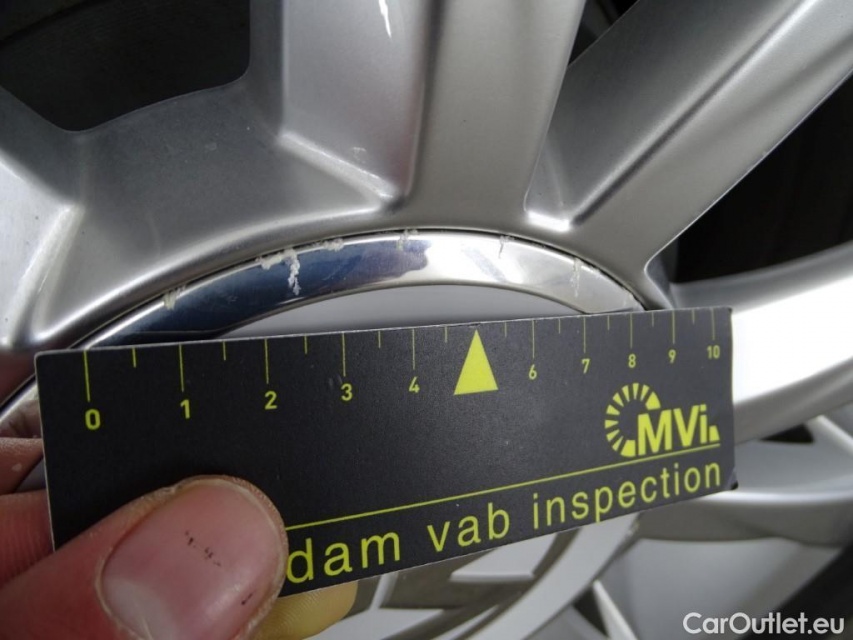 0 1 2 3 4 6 7 8 9 10
MVi.
dam vab inspection
CarOutlet.eu